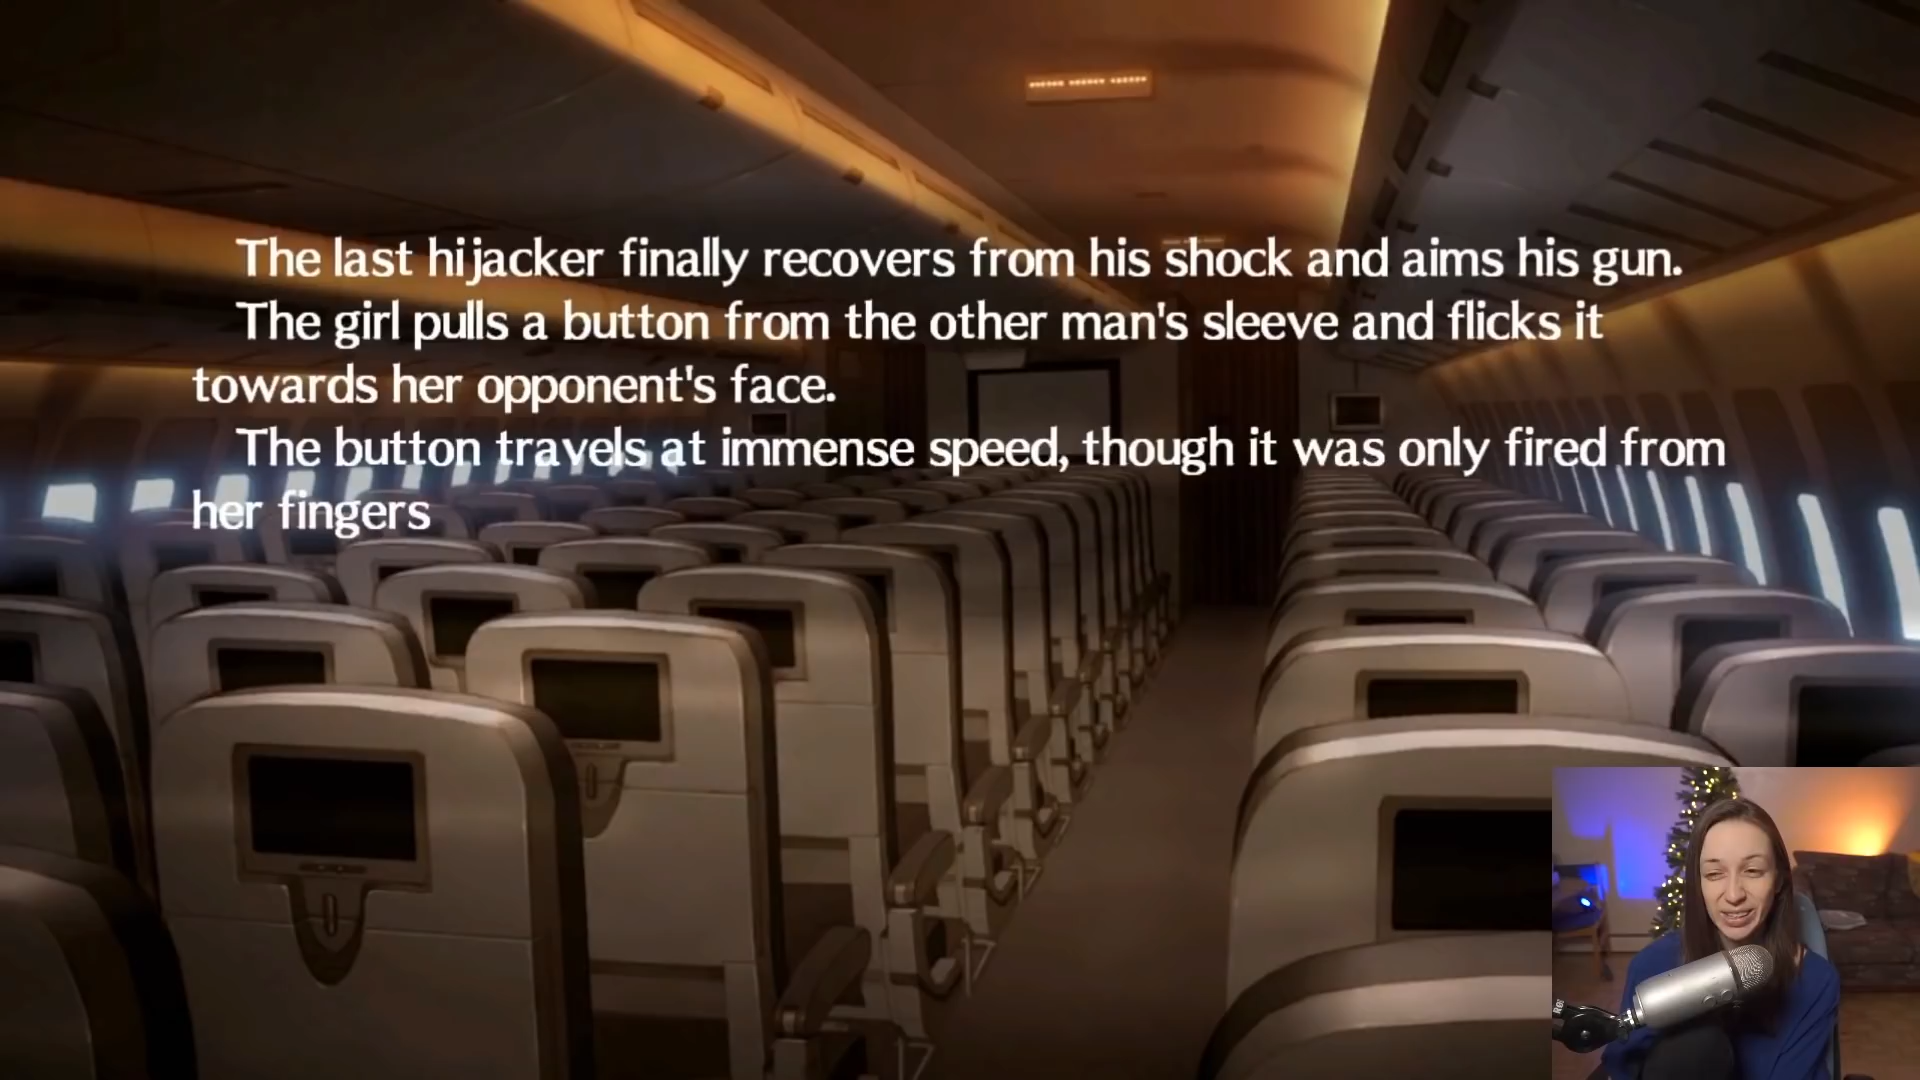 The last hijacker finally recovers from his shock and aims his gun.
The girl pulls a button from the other man's sleeve and flicks it
towards her opponent's face.
The button travels at immense speed, though it was only fired from
her fingers